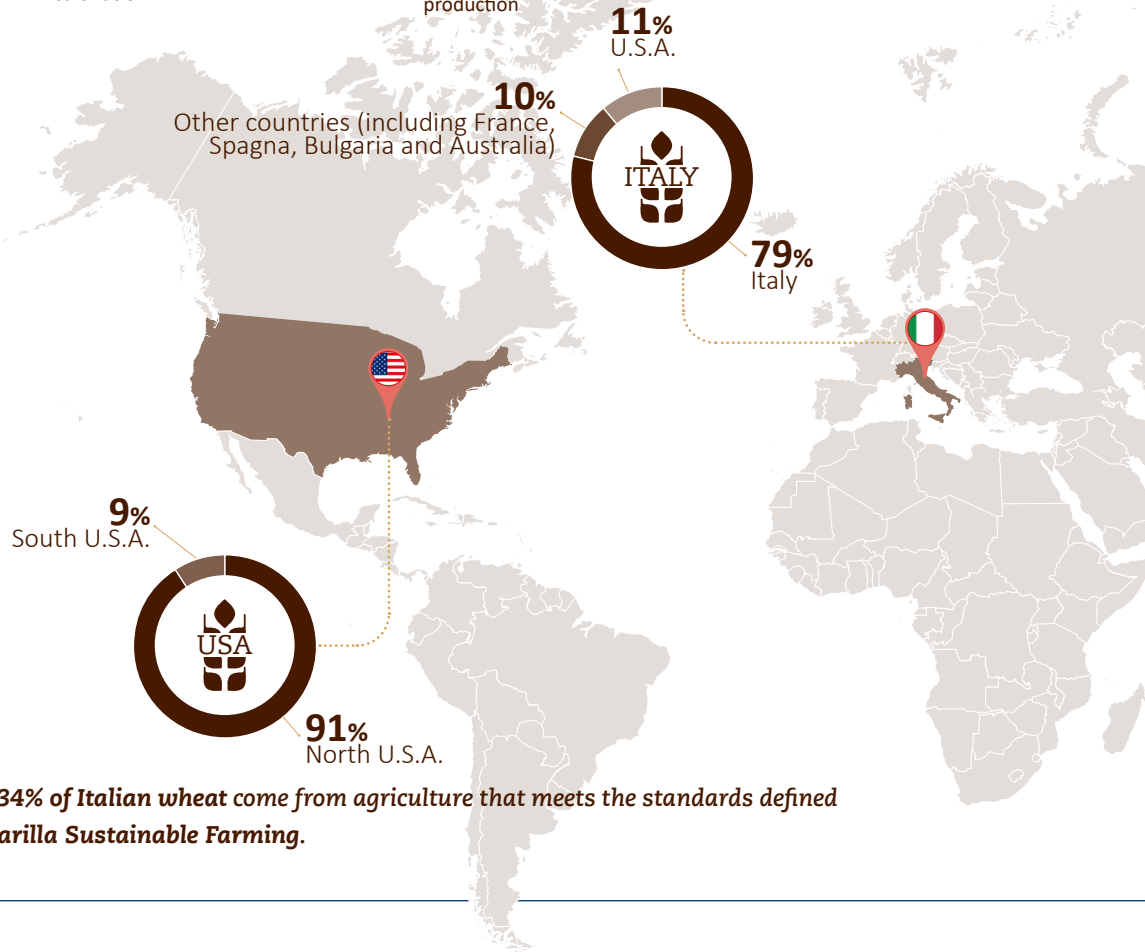 production
11%
U.S.A.
10%
Other countries (including France,
Spagna, Bulgaria and Australia)
ITALY
79%
Italy
9%
South U.S.A.
USA
91%
North U.S.A.
34% of Italian wheat come from agriculture that meets the standards defined
arilla Sustainable Farming.